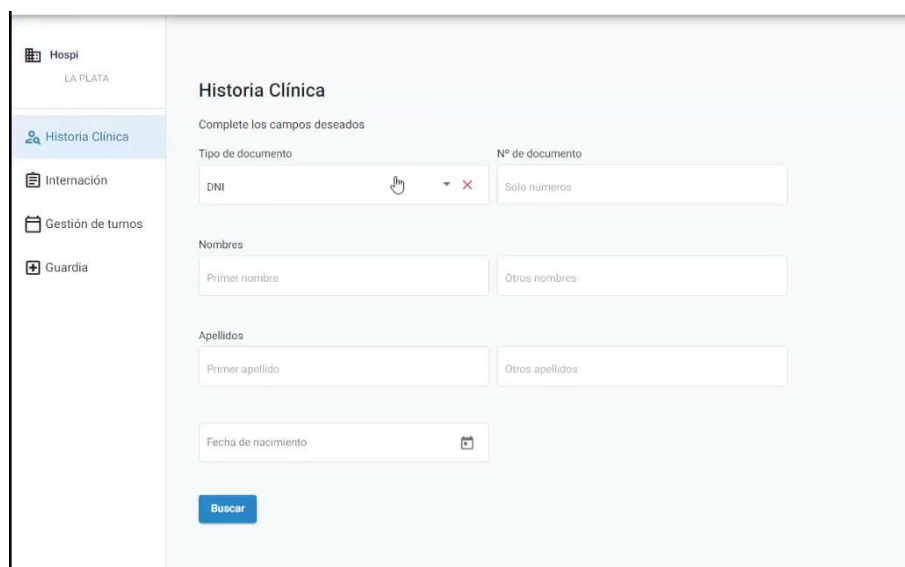 Hospi
LA PLATA
Historia Clínica
Internación
Gestión de turnos
Guardia
Historia Clínica
Complete los campos deseados
Tipo de documento
Nº de documento
DNI
Solo numeros
Nombres
Primer nombre
Otros nombres
Apellidos
Primer apellido
Otros apellidos
Fecha de nacimiento
Buscar